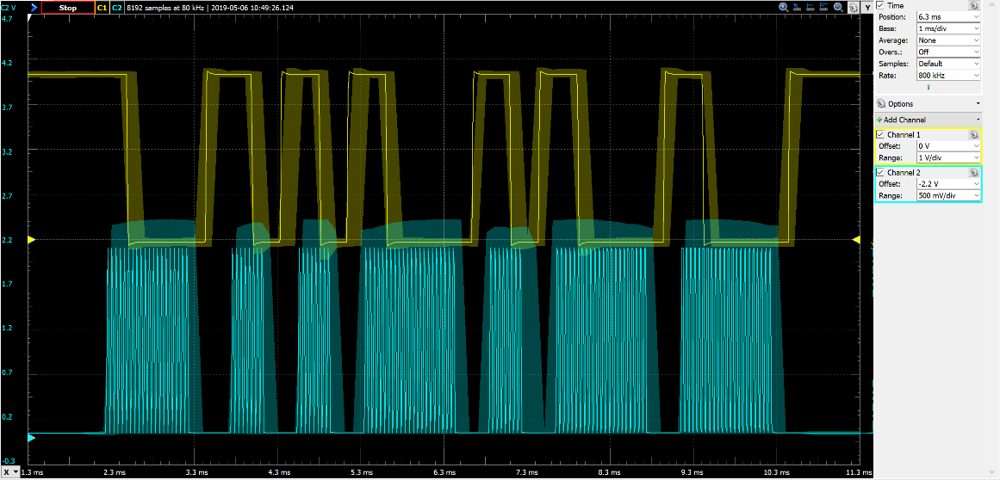 C2 V Stop C1 C2 8192 samples at 80 kHz | 2019-05-06 10:49:26.124 Y
4.7
4.2
3.7
3.2
2.7
2.2
1.7
1.2
0.7
0.2
-0.3
X 1.3 ms 2.3 ms 3.3 ms 4.3 ms 5.3 ms 6.3 ms 7.3 ms 8.3 ms 9.3 ms 10.3 ms 11.3 ms
Time
Position: 6.3 ms
Base: 1 ms/div
Average: None
Overs.: Off
Samples: Default
Rate: 800 kHz
Options
Add Channel
Channel 1
Offset: 0 V
Range: 1 V/div
Channel 2
Offset: -2.2 V
Range: 500 mV/div